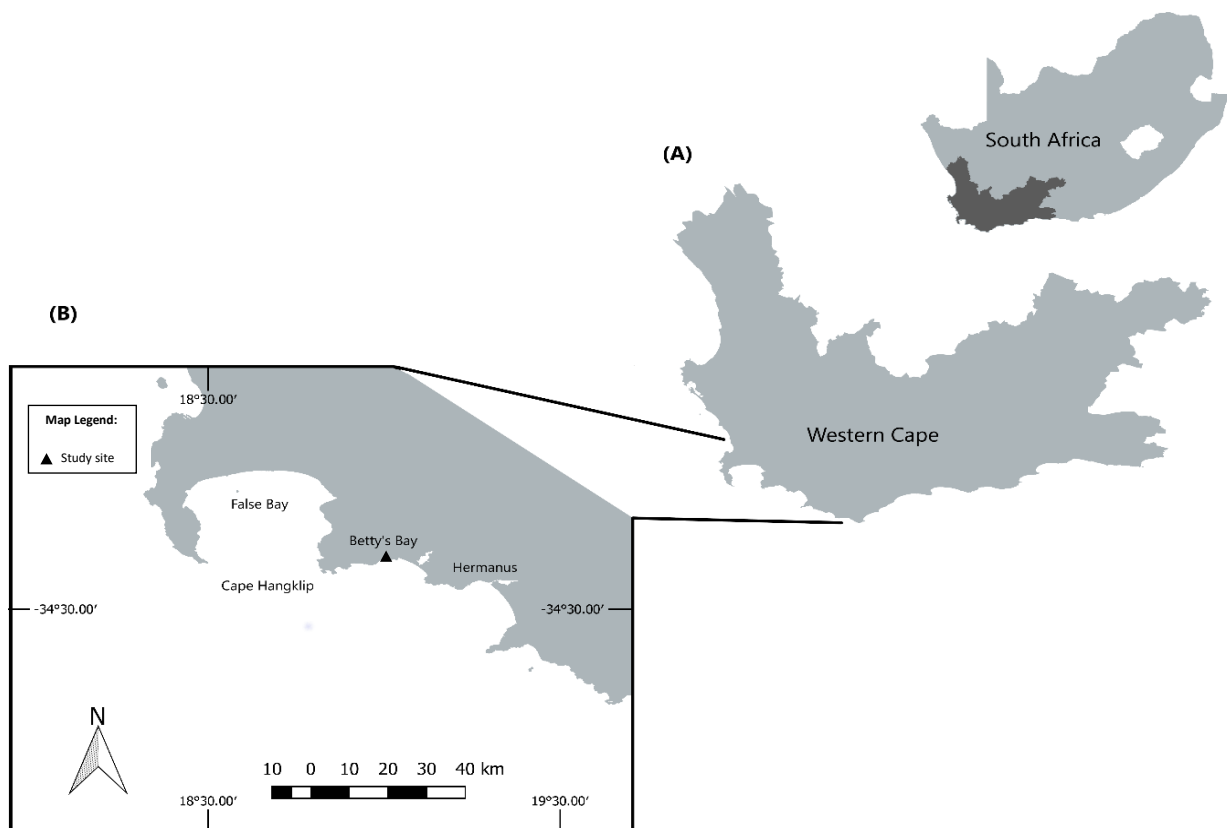 South Africa
(A)
Western Cape
(B)
18°30.00′
Map Legend:
▲ Study site
False Bay
Betty's Bay
Hermanus
Cape Hangklip
-34°30.00′
-34°30.00′
N
10 0 10 20 30 40 km
18°30.00′
19°30.00′